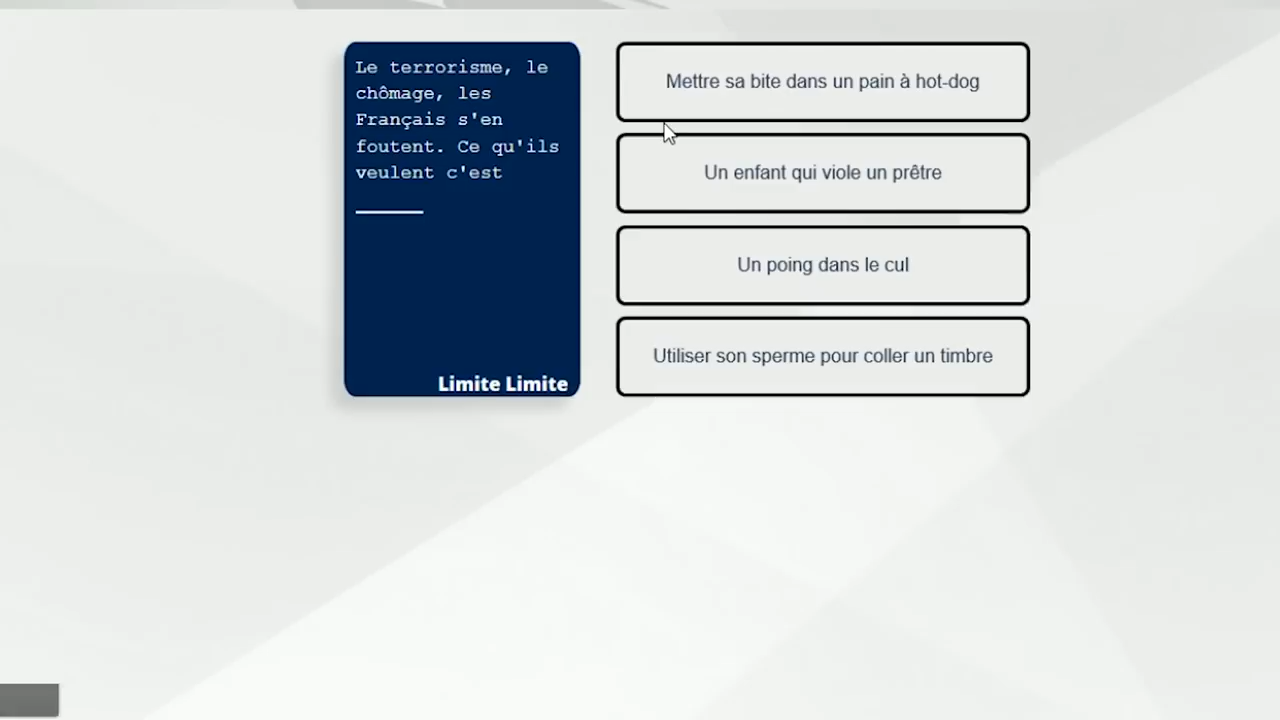 Le terrorisme, le
chômage, les
Français s'en
foutent. Ce qu'ils
veulent c'est
______
Limite Limite
Mettre sa bite dans un pain à hot-dog
Un enfant qui viole un prêtre
Un poing dans le cul
Utiliser son sperme pour coller un timbre